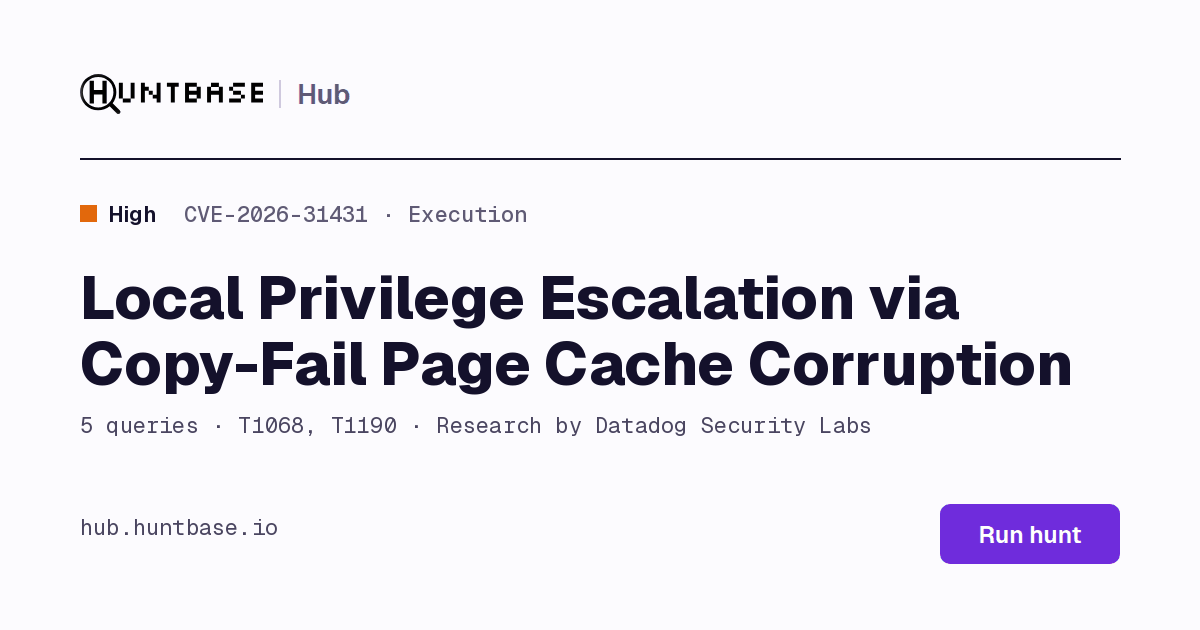 HUNTBASE | Hub
High CVE-2026-31431 · Execution
Local Privilege Escalation via
Copy-Fail Page Cache Corruption
5 queries · T1068, T1190 · Research by Datadog Security Labs
hub.huntbase.io
Run hunt